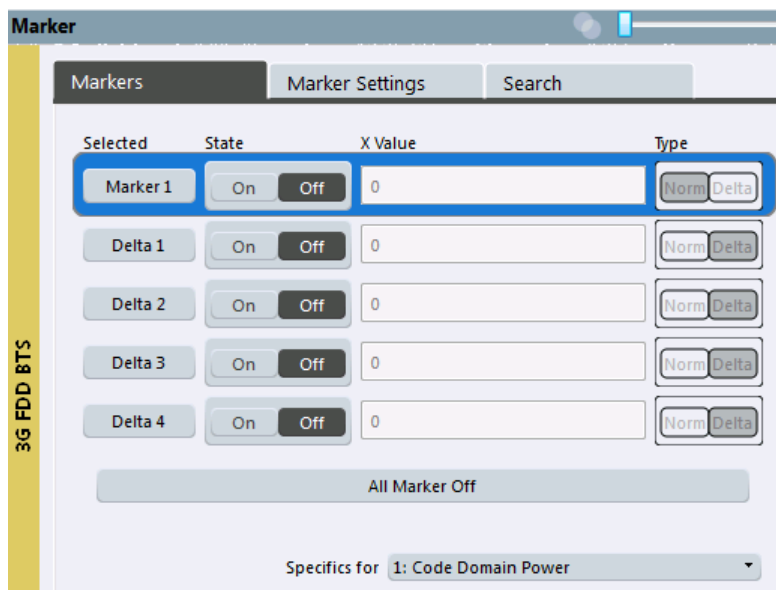 Marker
Markers Marker Settings Search
Selected State X Value Type
Marker 1 On Off 0 Norm Delta
Delta 1 On Off 0 Norm Delta
Delta 2 On Off 0 Norm Delta
Delta 3 On Off 0 Norm Delta
Delta 4 On Off 0 Norm Delta
All Marker Off
Specifics for 1: Code Domain Power
3G FDD BTS